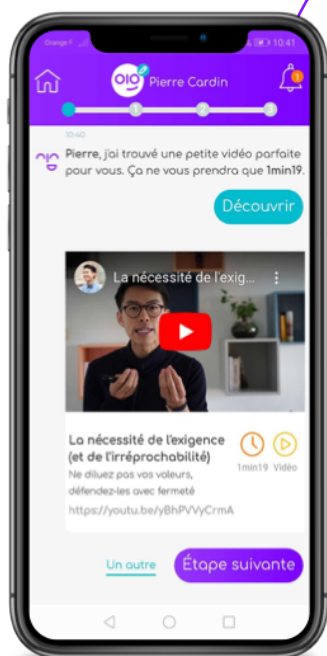 Orange F
10:41
OIO
Pierre Cardin
1
2
3
10:40
Pierre, j'ai trouvé une petite vidéo parfaite
pour vous. Ça ne vous prendra que 1min19.
Découvrir
La nécessité de l'exig...
La nécessité de l'exigence
(et de l'irréprochabilité)
1min19 Vidéo
Ne diluez pas vos valeurs,
défendez-les avec fermeté
https://youtu.be/yBhPVVyCrmA
Un autre
Étape suivante